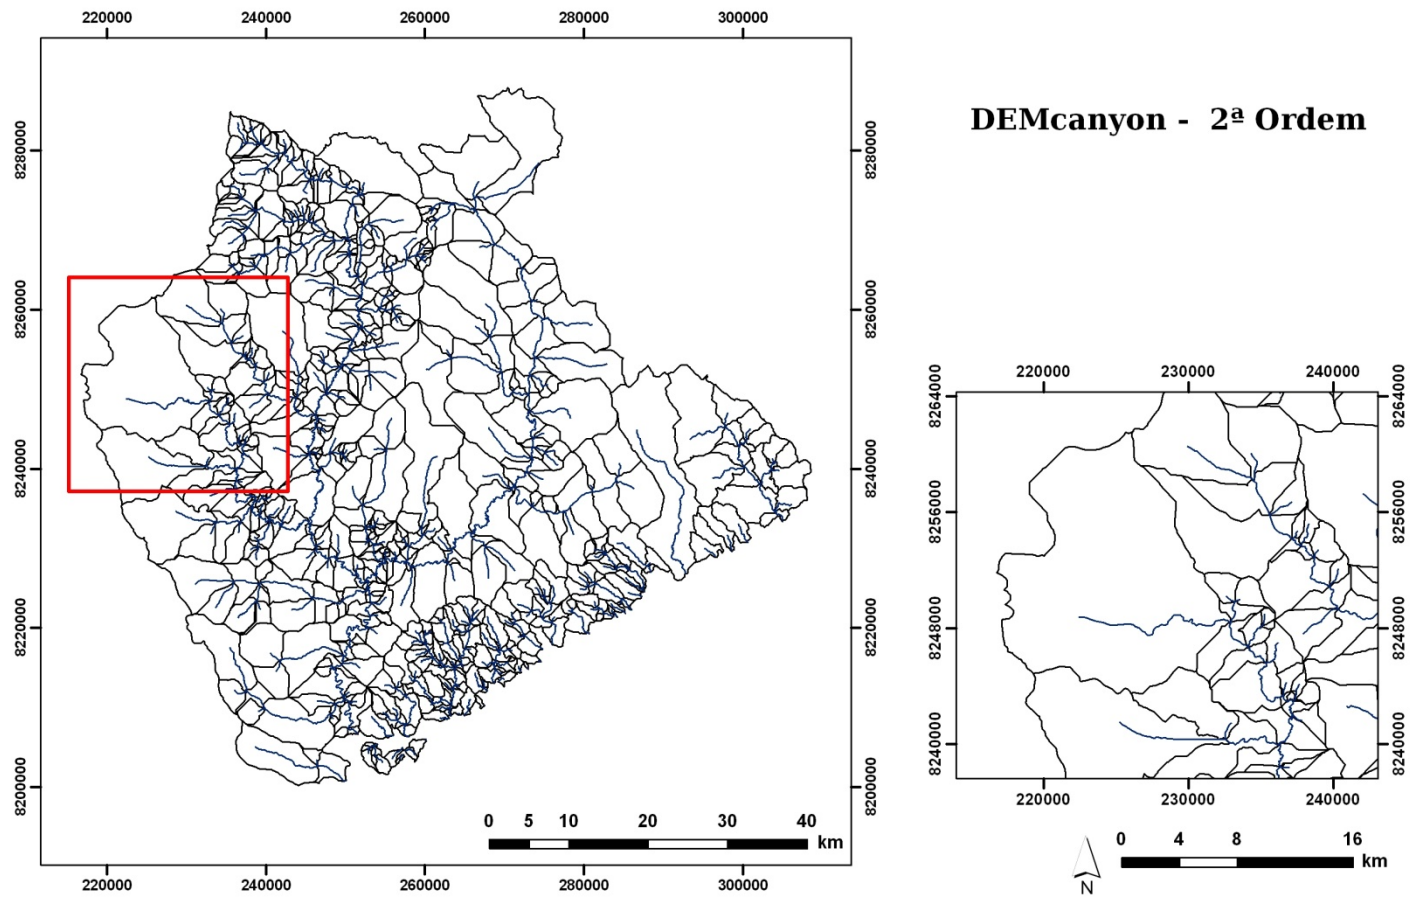 220000 240000 260000 280000 300000
8280000 8280000
DEMcanyon - 2ª Ordem
8260000 8260000
220000 230000 240000
8264000 8264000
8240000 8240000
8256000 8256000
8220000 8220000
8248000 8248000
8240000 8240000
8200000 8200000
220000 230000 240000
0 5 10 20 30 40
km
0 4 8 16
km
N
220000 240000 260000 280000 300000